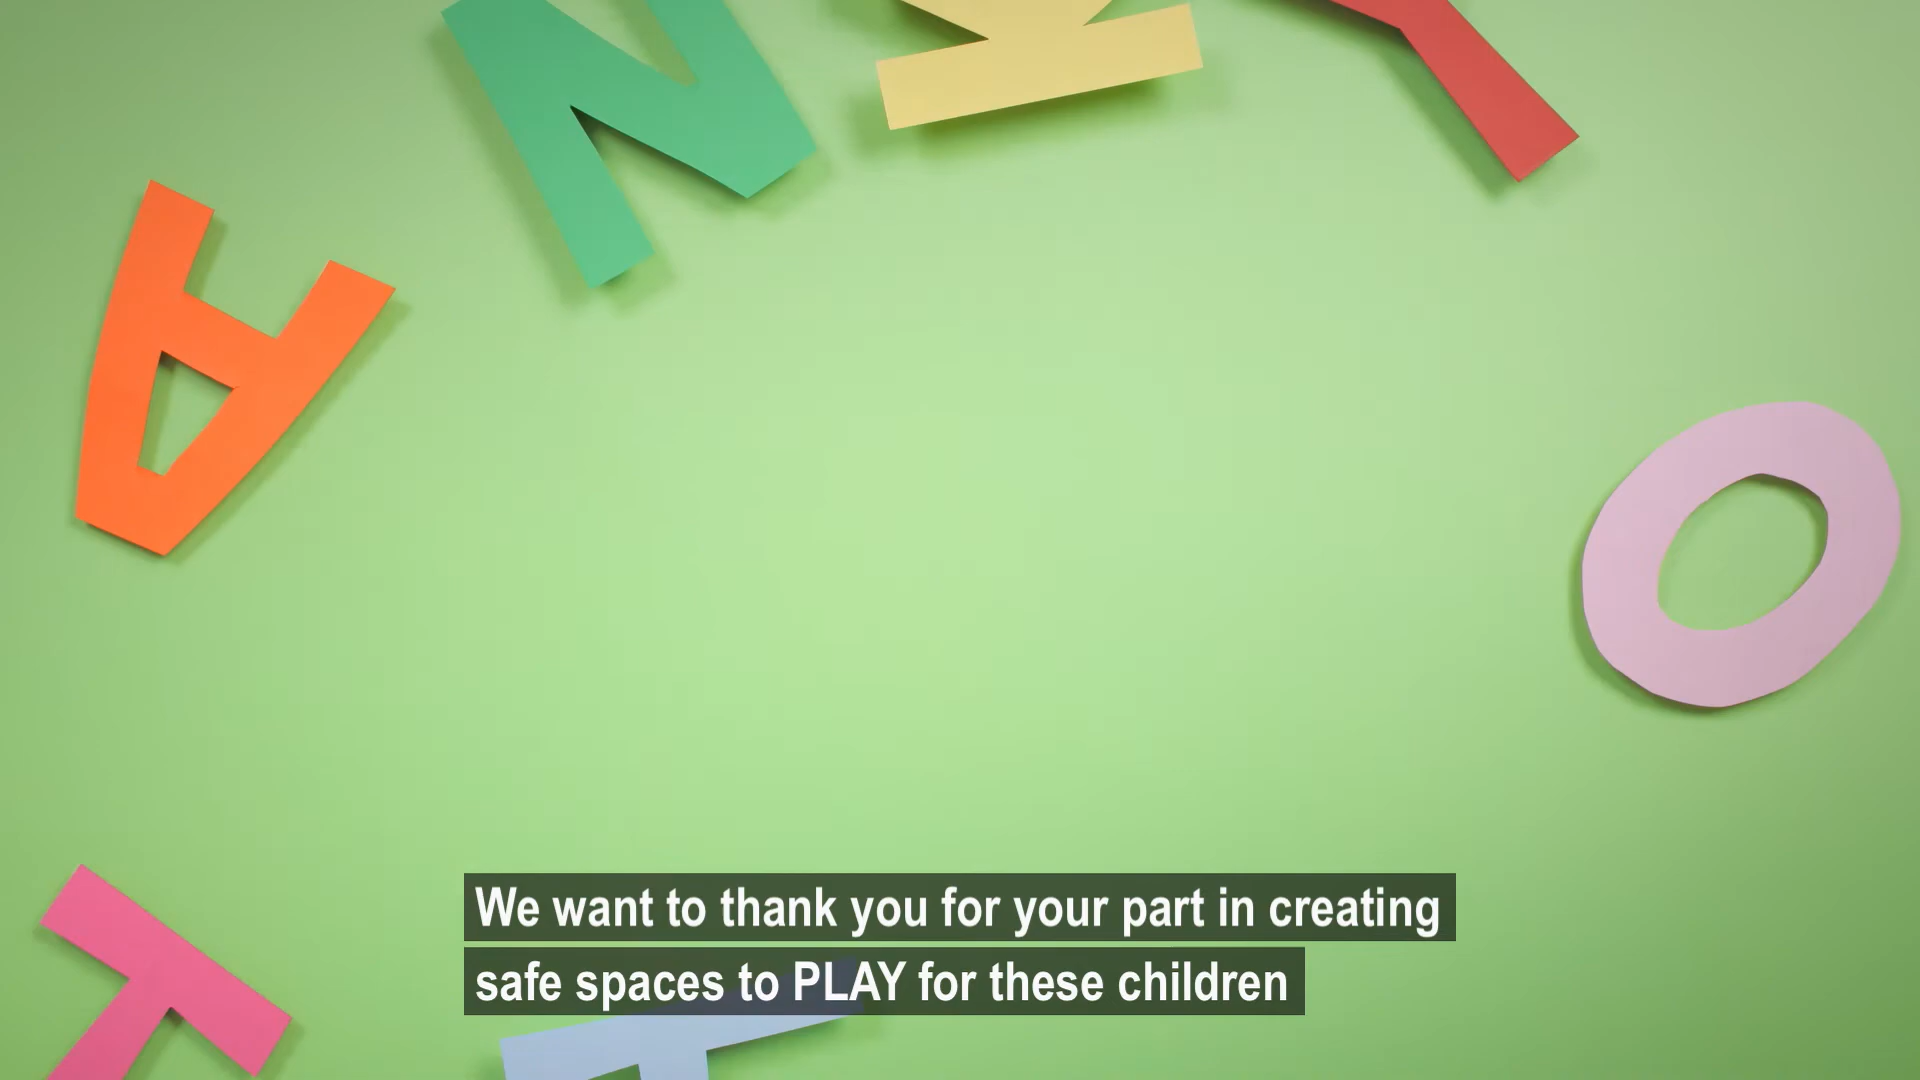 N
K
Y
A
O
We want to thank you for your part in creating
safe spaces to PLAY for these children
T